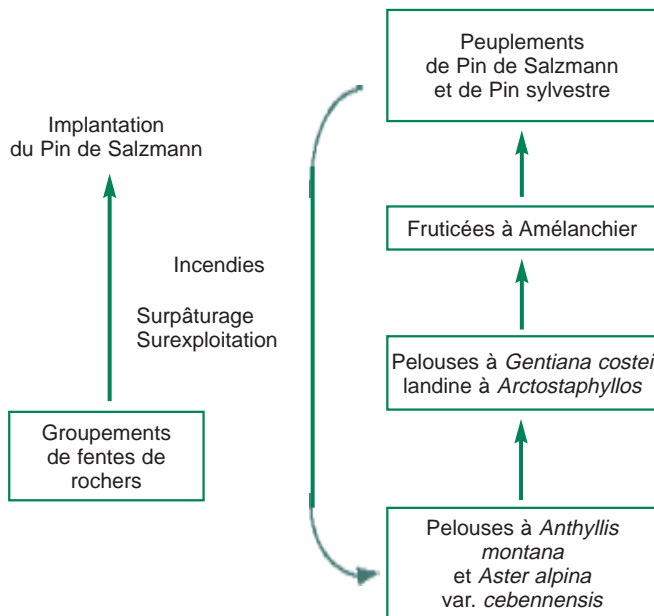 Peuplements
de Pin de Salzmann
et de Pin sylvestre
Implantation
du Pin de Salzmann
Fruticées à Amélanchier
Incendies
Surpâturage
Surexploitation
Pelouses à Gentiana costei
landine à Arctostaphyllos
Groupements
de fentes de
rochers
Pelouses à Anthyllis
montana
et Aster alpina
var. cebennensis